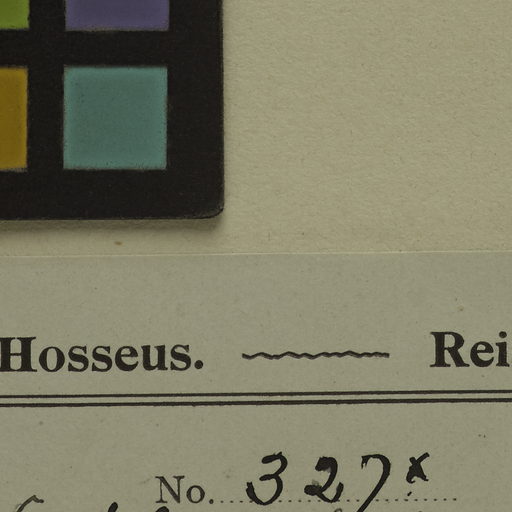 Hosseus. Rei
No. 327x